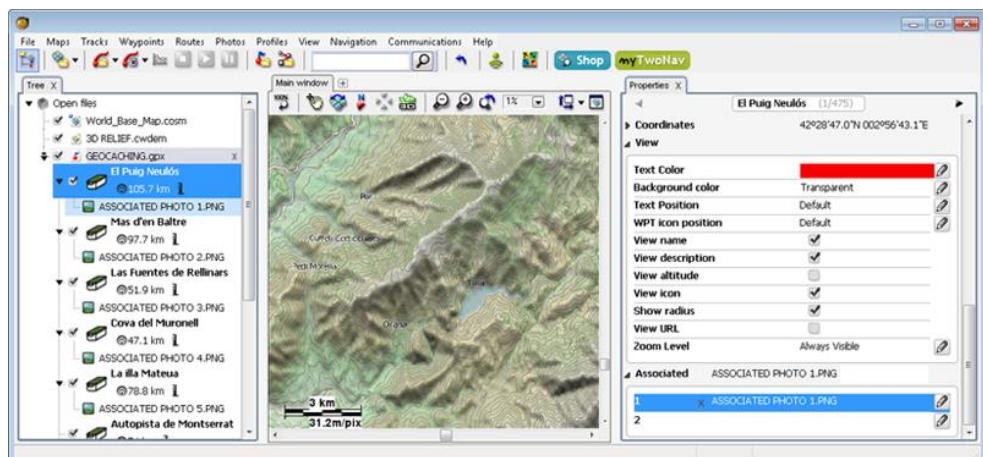 File Maps Tracks Waypoints Routes Photos Profiles View Navigation Communications Help
Shop
myTwoNav
Tree X
Open files
World_Base_Map.cosm
3D RELIEF.cwdem
GEOCACHING.gpx X
El Puig Neulós
105.7 km
ASSOCIATED PHOTO 1.PNG
Mas d'en Baltre
97.7 km
ASSOCIATED PHOTO 2.PNG
Las Fuentes de Rellinars
51.9 km
ASSOCIATED PHOTO 3.PNG
Cova del Muronell
47.1 km
ASSOCIATED PHOTO 4.PNG
La illa Mateua
78.8 km
ASSOCIATED PHOTO 5.PNG
Autopista de Montserrat
Main window
100%
1%
3 km
31.2m/pix
Properties X
El Puig Neulós (1/475)
Coordinates 42º28'47.0"N 002º56'43.1"E
View
Text Color
Background color Transparent
Text Position Default
WPT icon position Default
View name
View description
View altitude
View icon
Show radius
View URL
Zoom Level Always Visible
Associated ASSOCIATED PHOTO 1.PNG
1 x ASSOCIATED PHOTO 1.PNG
2